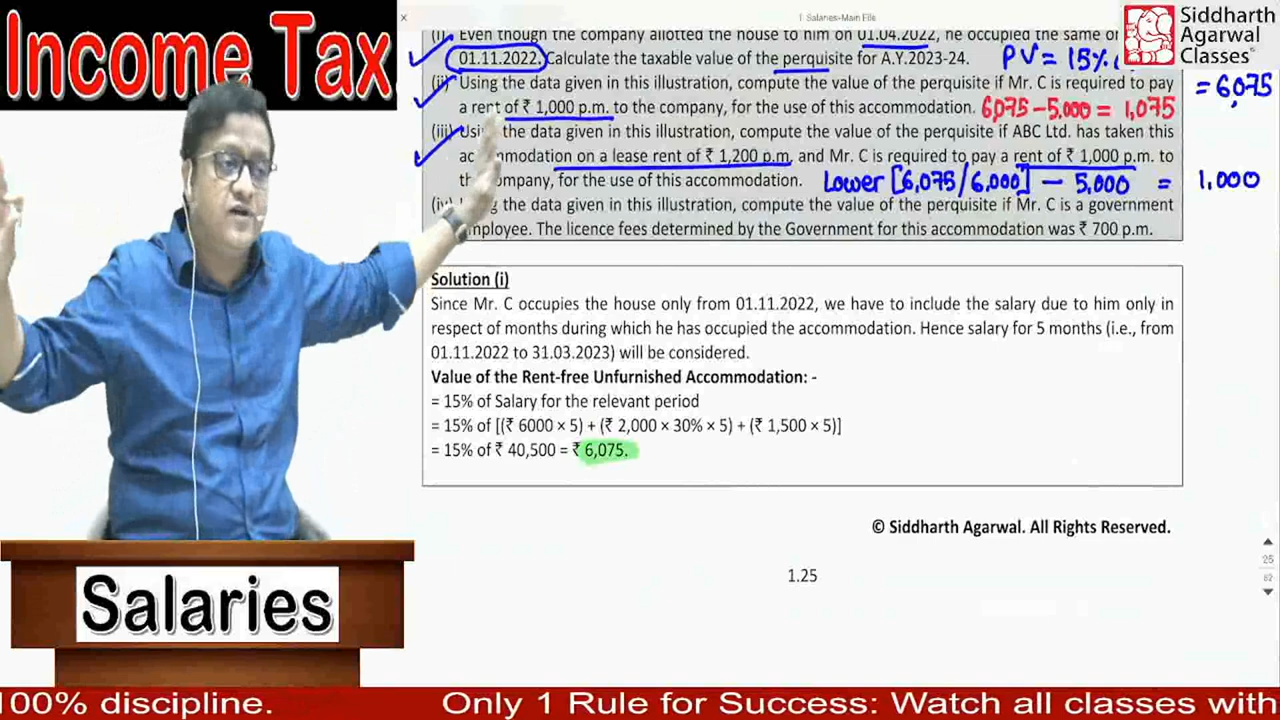 Income Tax
1 Salaries-Main File
Siddharth
Agarwal
Classes
(i) Even though the company allotted the house to him on 01.04.2022, he occupied the same on
01.11.2022. Calculate the taxable value of the perquisite for A.Y.2023-24. PV = 15%
(ii) Using the data given in this illustration, compute the value of the perquisite if Mr. C is required to pay = 6,075
a rent of ₹ 1,000 p.m. to the company, for the use of this accommodation. 6,075 - 5,000 = 1,075
(iii) Using the data given in this illustration, compute the value of the perquisite if ABC Ltd. has taken this
on a lease rent of ₹ 1,200 p.m. and Mr. C is required to pay a rent of ₹ 1,000 p.m. to
for the use of this accommodation. Lower [6,075/6,000] - 5,000 = 1,000
the data given in this illustration, compute the value of the perquisite if Mr. C is a government
The licence fees determined by the Government for this accommodation was ₹ 700 p.m.
Solution (i)
Since Mr. C occupies the house only from 01.11.2022, we have to include the salary due to him only in
respect of months during which he has occupied the accommodation. Hence salary for 5 months (i.e., from
01.11.2022 to 31.03.2023) will be considered.
Value of the Rent-free Unfurnished Accommodation: -
= 15% of Salary for the relevant period
= 15% of [(₹ 6000 × 5) + (₹ 2,000 × 30% × 5) + (₹ 1,500 × 5)]
= 15% of ₹ 40,500 = ₹ 6,075.
© Siddharth Agarwal. All Rights Reserved.
1.25
25
62
Salaries
100% discipline. Only 1 Rule for Success: Watch all classes with